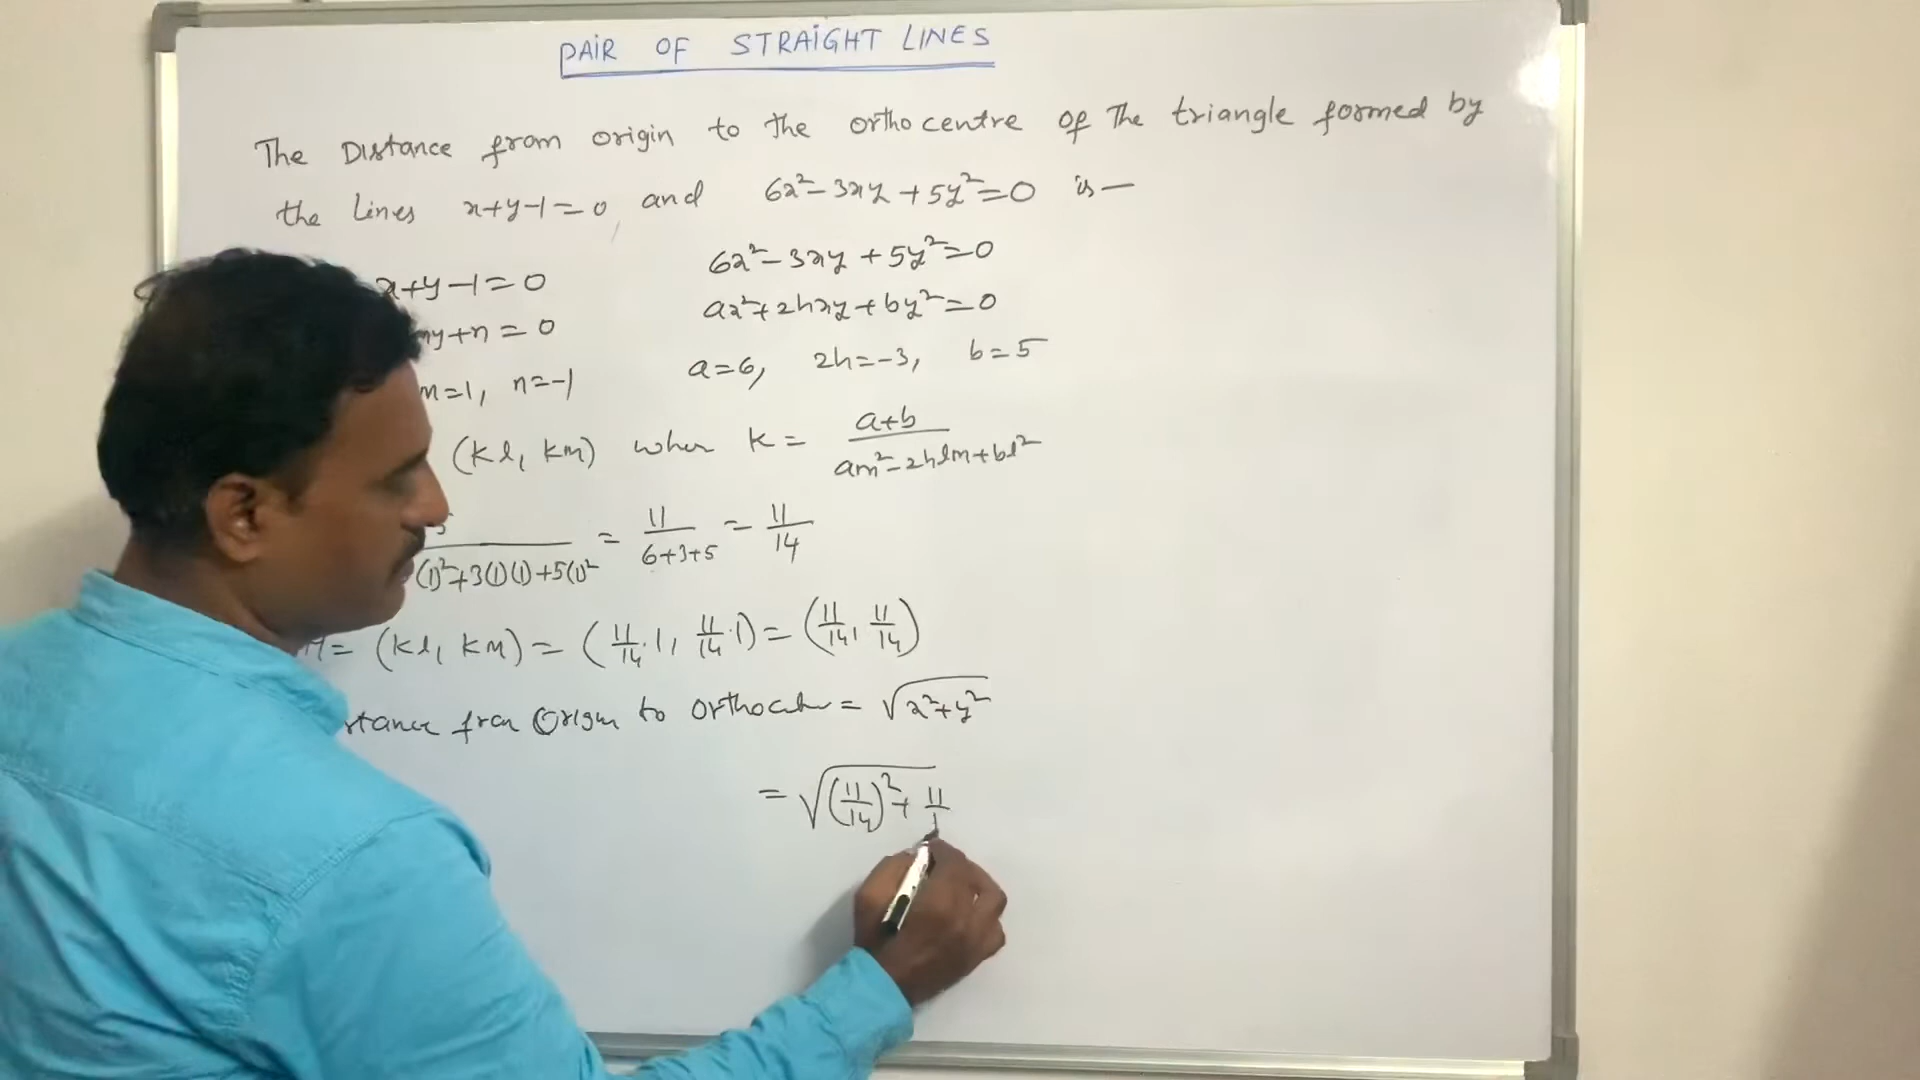 PAIR OF STRAIGHT LINES
The Distance from origin to the orthocentre of the triangle formed by
the Lines x+y-1=0 and 6x²-3xy+5y²=0 is—
x+y-1=0
my+n=0
m=1, n=-1
6x²-3xy+5y²=0
ax²+2hxy+by²=0
a=6, 2h=-3, b=5
(kl, km) when k = (a+b)/(am²-2hlm+bl²)
(1)²+3(1)(1)+5(1)² = 11/(6+3+5) = 11/14
= (kl, km) = (11/14·1, 11/14·1) = (11/14, 11/14)
stance from Origin to = √(x²+y²)
= √((11/14)²+ 11/1